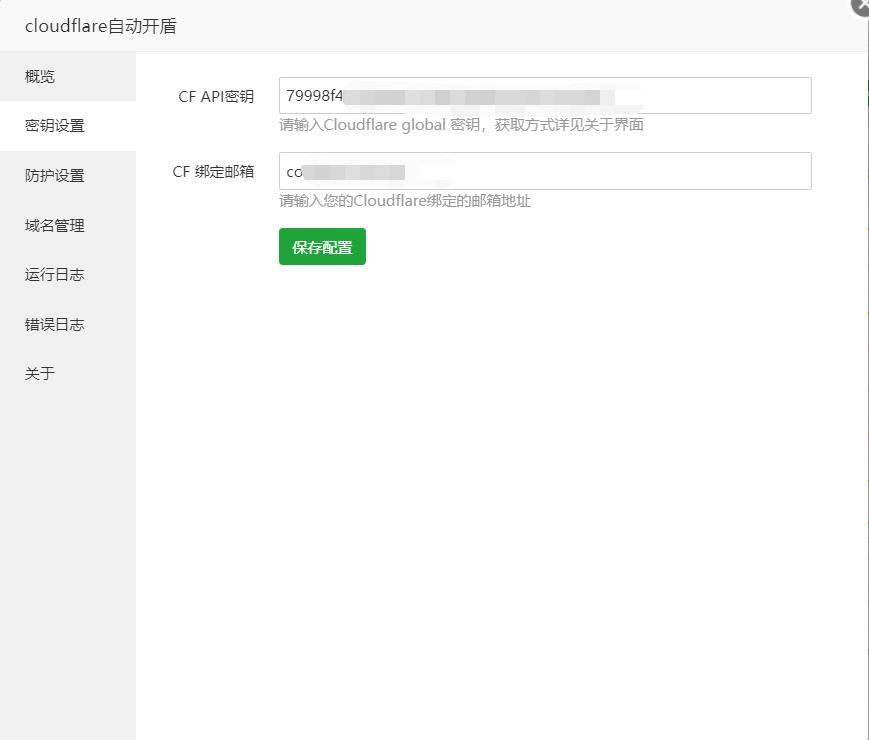 cloudflare自动开盾
概览
密钥设置
防护设置
域名管理
运行日志
错误日志
关于
CF API密钥
79998f4
请输入Cloudflare global 密钥，获取方式详见关于界面
CF 绑定邮箱
co
请输入您的Cloudflare绑定的邮箱地址
保存配置